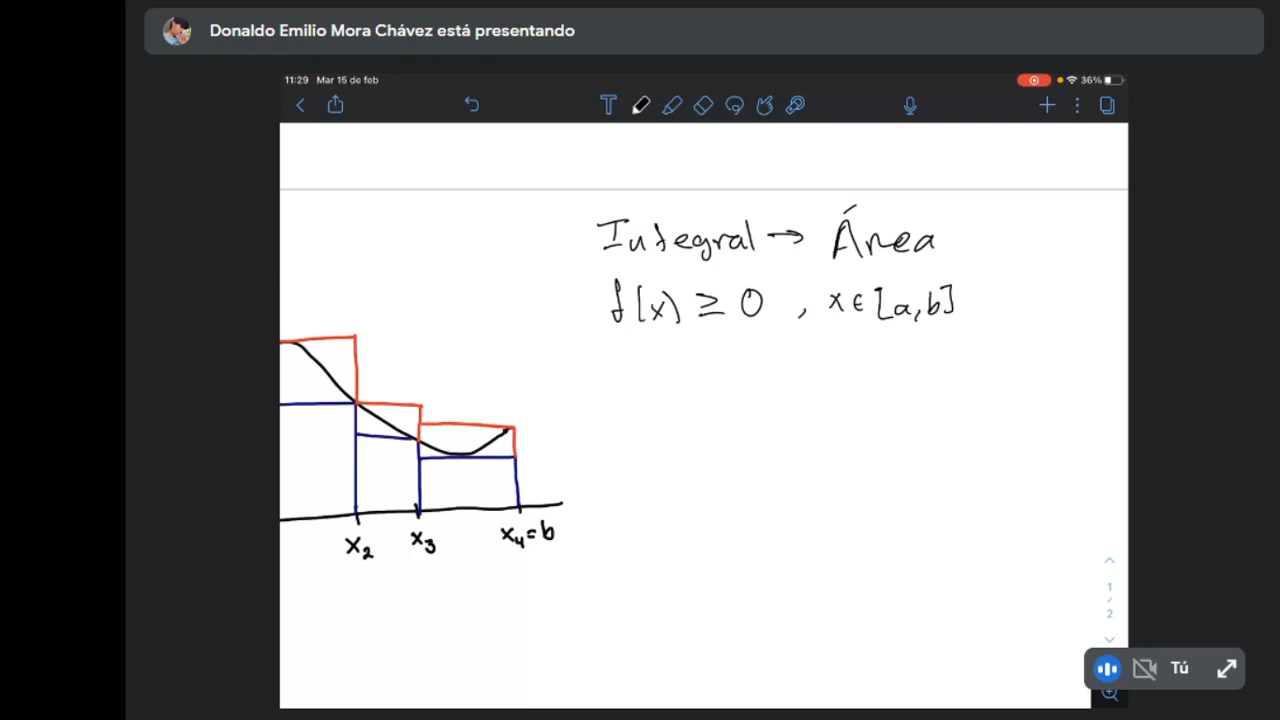 Donaldo Emilio Mora Chávez está presentando
11:29 Mar 15 de feb
36%
T
Integral → Área
f(x) ≥ 0 , x ∈ [a,b]
x₂
x₃
x₄=b
1
2
Tú